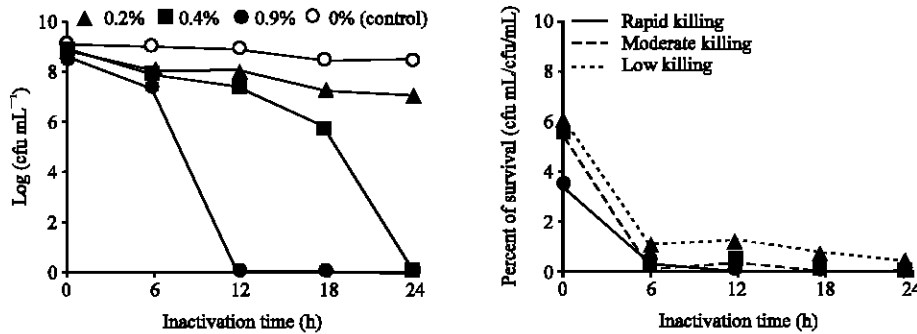 0.2% 0.4% 0.9% 0% (control)
10
8
6
4
2
0
Log (cfu mL⁻¹)
0 6 12 18 24
Inactivation time (h)
Rapid killing
Moderate killing
Low killing
10
8
6
4
2
0
Percent of survival (cfu mL/cfu/mL)
0 6 12 18 24
Inactivation time (h)